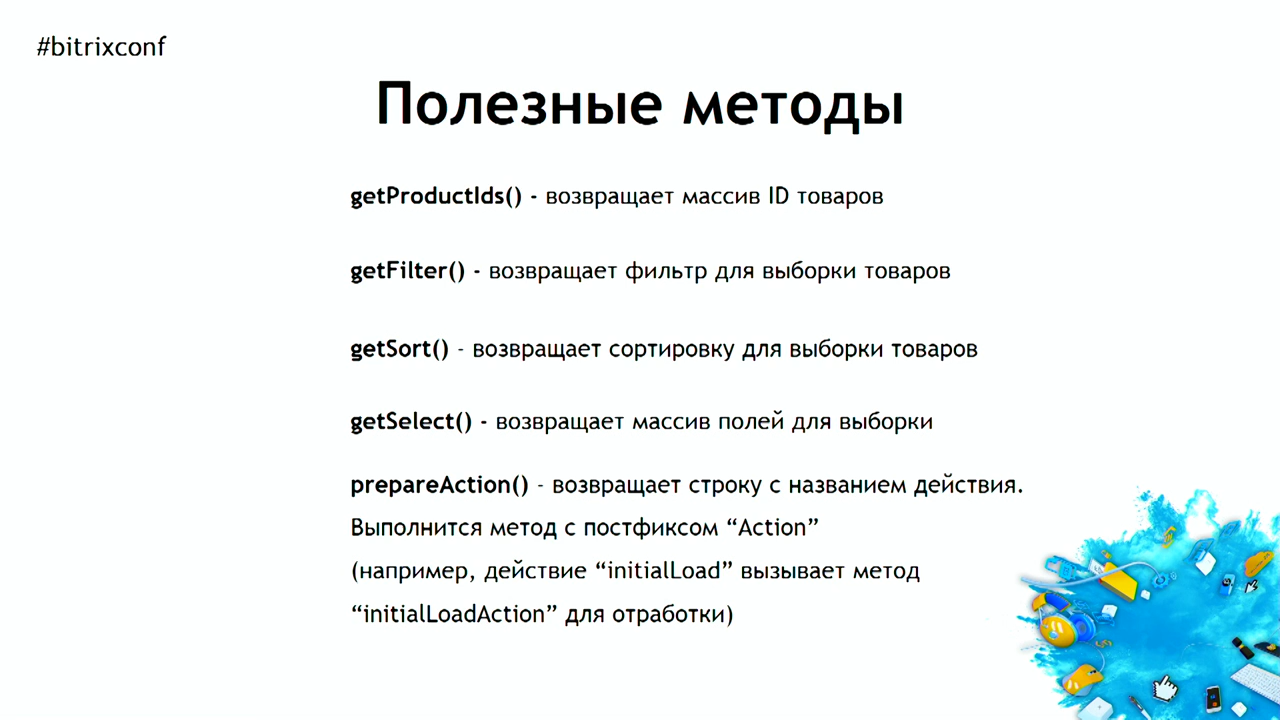 #bitrixconf
Полезные методы
getProductIds() - возвращает массив ID товаров
getFilter() - возвращает фильтр для выборки товаров
getSort() - возвращает сортировку для выборки товаров
getSelect() - возвращает массив полей для выборки
prepareAction() - возвращает строку с названием действия.
Выполнится метод с постфиксом “Action”
(например, действие “initialLoad” вызывает метод
“initialLoadAction” для отработки)